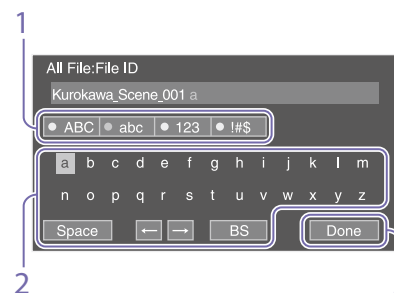 1
All File:File ID
Kurokawa_Scene_001 a
● ABC ● abc ● 123 ● !#$
a b c d e f g h i j k l m
n o p q r s t u v w x y z
Space ← → BS Done
2